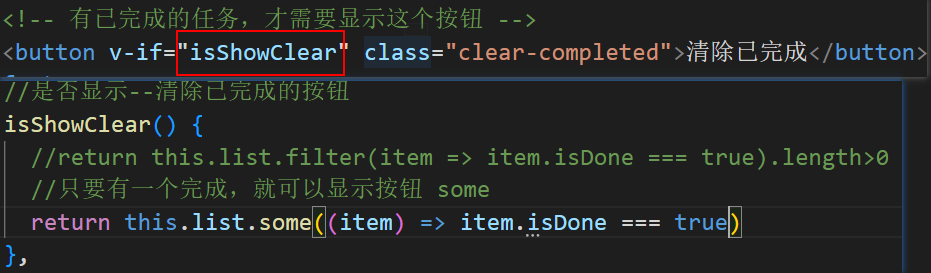 <!-- 有已完成的任务，才需要显示这个按钮 -->
<button v-if="isShowClear" class="clear-completed">清除已完成</button>
//是否显示--清除已完成的按钮
isShowClear() {
//return this.list.filter(item => item.isDone === true).length>0
//只要有一个完成，就可以显示按钮 some
return this.list.some((item) => item.isDone === true)
},